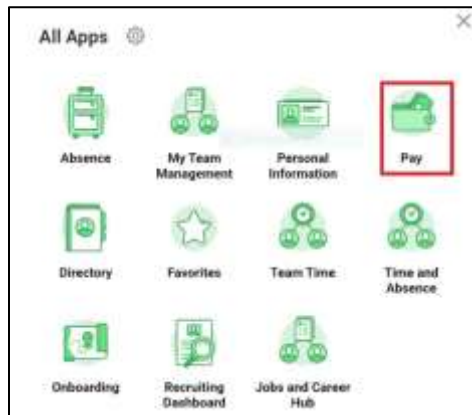 All Apps
Absence
My Team
Management
Personal
Information
Pay
Directory
Favorites
Team Time
Time and
Absence
Onboarding
Recruiting
Dashboard
Jobs and Career
Hub